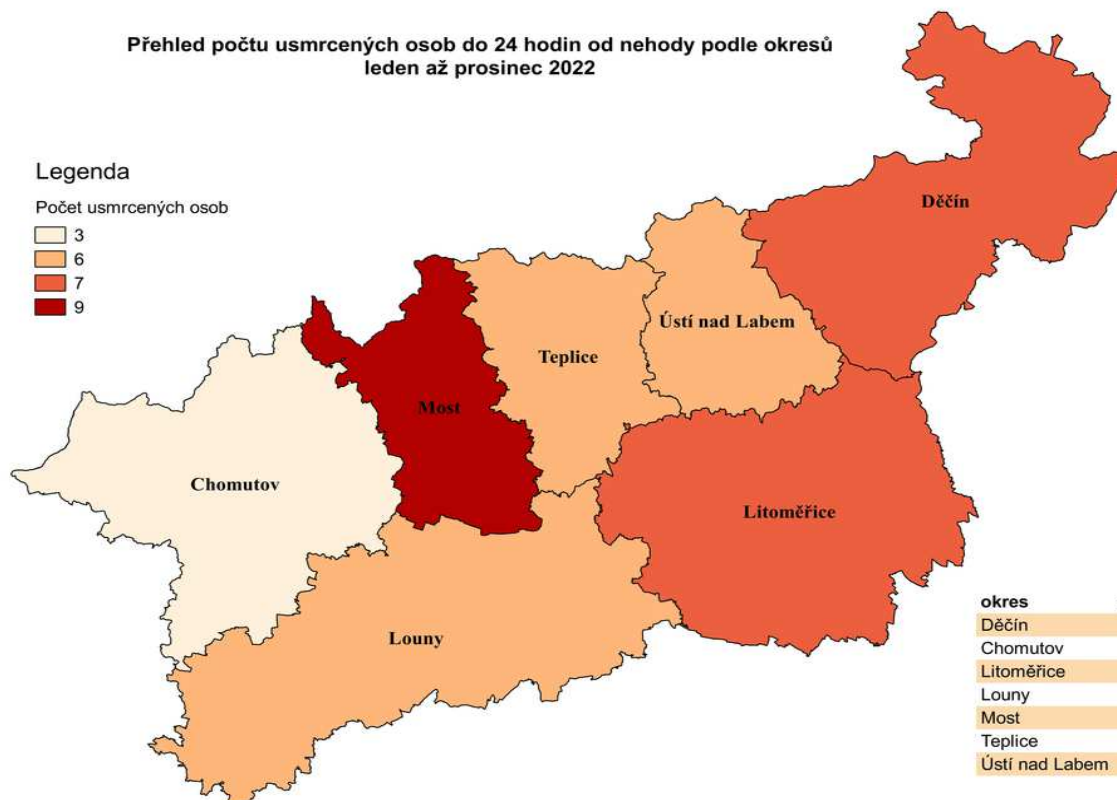 Přehled počtu usmrcených osob do 24 hodin od nehody podle okresů
leden až prosinec 2022
Legenda
Počet usmrcených osob
3
6
7
9
Děčín
Ústí nad Labem
Teplice
Most
Chomutov
Litoměřice
Louny
okres
Děčín
Chomutov
Litoměřice
Louny
Most
Teplice
Ústí nad Labem